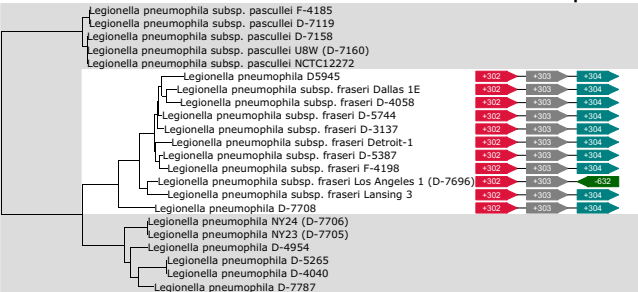 Legionella pneumophila subsp. pascullei F-4185
Legionella pneumophila subsp. pascullei D-7119
Legionella pneumophila subsp. pascullei D-7158
Legionella pneumophila subsp. pascullei U8W (D-7160)
Legionella pneumophila subsp. pascullei NCTC12272
Legionella pneumophila D5945 +302 +303 +304
Legionella pneumophila subsp. fraseri Dallas 1E +302 +303 +304
Legionella pneumophila subsp. fraseri D-4058 +302 +303 +304
Legionella pneumophila subsp. fraseri D-5744 +302 +303 +304
Legionella pneumophila subsp. fraseri D-3137 +302 +303 +304
Legionella pneumophila subsp. fraseri Detroit-1 +302 +303 +304
Legionella pneumophila subsp. fraseri D-5387 +302 +303 +304
Legionella pneumophila subsp. fraseri F-4198 +302 +303 +304
Legionella pneumophila subsp. fraseri Los Angeles 1 (D-7696) +302 +303 -632
Legionella pneumophila subsp. fraseri Lansing 3 +302 +303 +304
Legionella pneumophila D-7708 +302 +303 +304
Legionella pneumophila NY24 (D-7706)
Legionella pneumophila NY23 (D-7705)
Legionella pneumophila D-4954
Legionella pneumophila D-5265
Legionella pneumophila D-4040
Legionella pneumophila D-7787